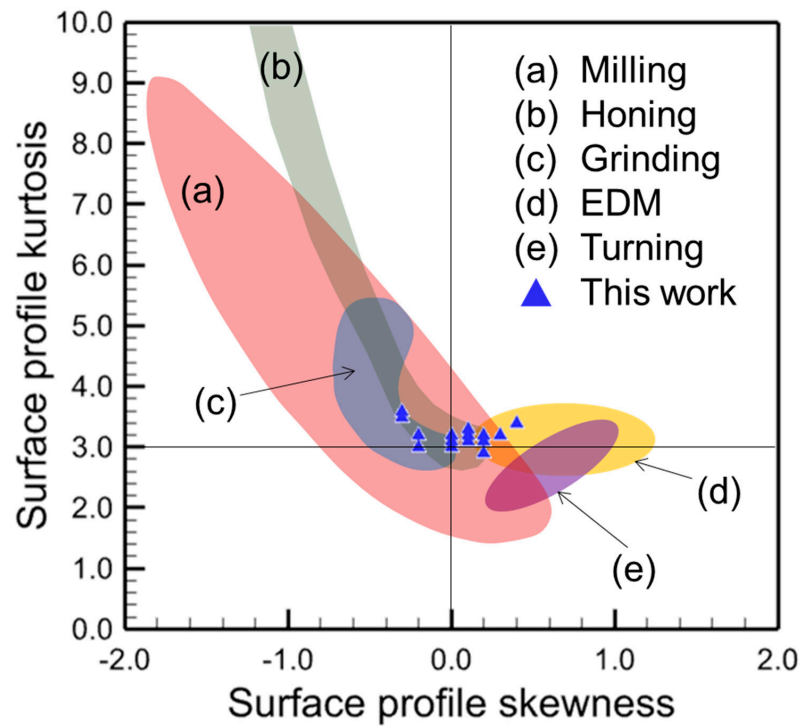 10.0
9.0
8.0
7.0
6.0
5.0
4.0
3.0
2.0
1.0
0.0
-2.0
-1.0
0.0
1.0
2.0
Surface profile kurtosis
Surface profile skewness
(a) Milling
(b) Honing
(c) Grinding
(d) EDM
(e) Turning
This work
(b)
(a)
(c)
(d)
(e)